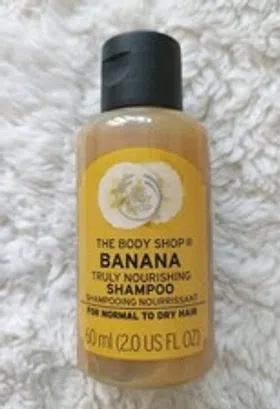 THE BODY SHOP®
BANANA
TRULY NOURISHING
SHAMPOO
SHAMPOOING NOURRISSANT
FOR NORMAL TO DRY HAIR
60 ml (2.0 US FL OZ)